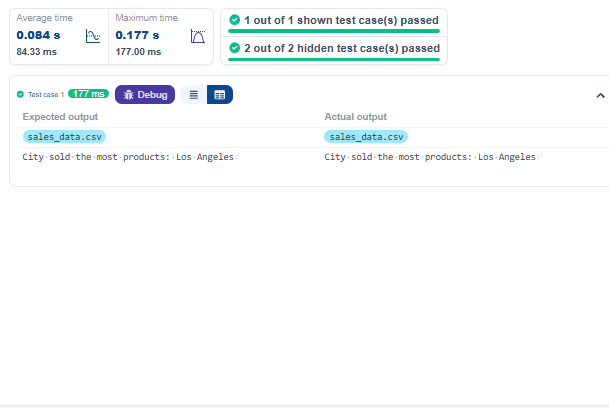 Average time
0.084 s
84.33 ms
Maximum time
0.177 s
177.00 ms
1 out of 1 shown test case(s) passed
2 out of 2 hidden test case(s) passed
Test case 1 177 ms Debug
Expected output
Actual output
sales_data.csv
sales_data.csv
City·sold·the·most·products:·Los·Angeles
City·sold·the·most·products:·Los·Angeles